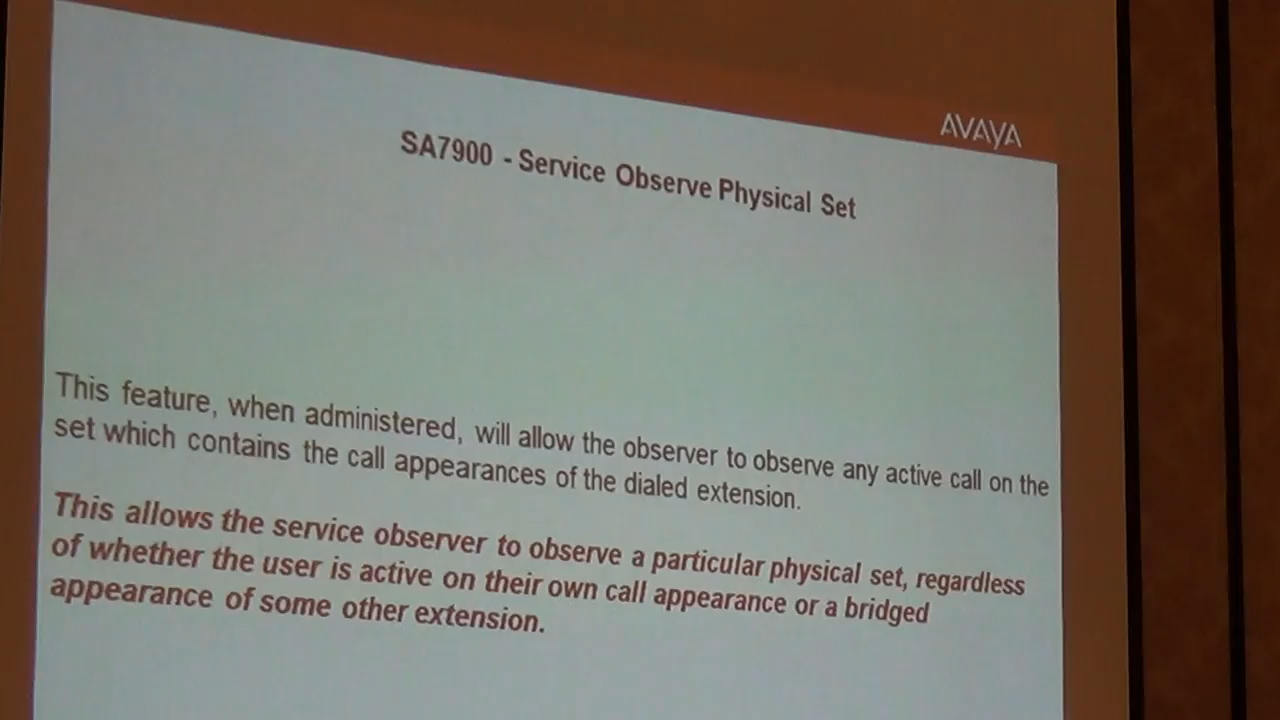 AVAYA
SA7900 - Service Observe Physical Set
This feature, when administered, will allow the observer to observe any active call on the
set which contains the call appearances of the dialed extension.
This allows the service observer to observe a particular physical set, regardless
of whether the user is active on their own call appearance or a bridged
appearance of some other extension.